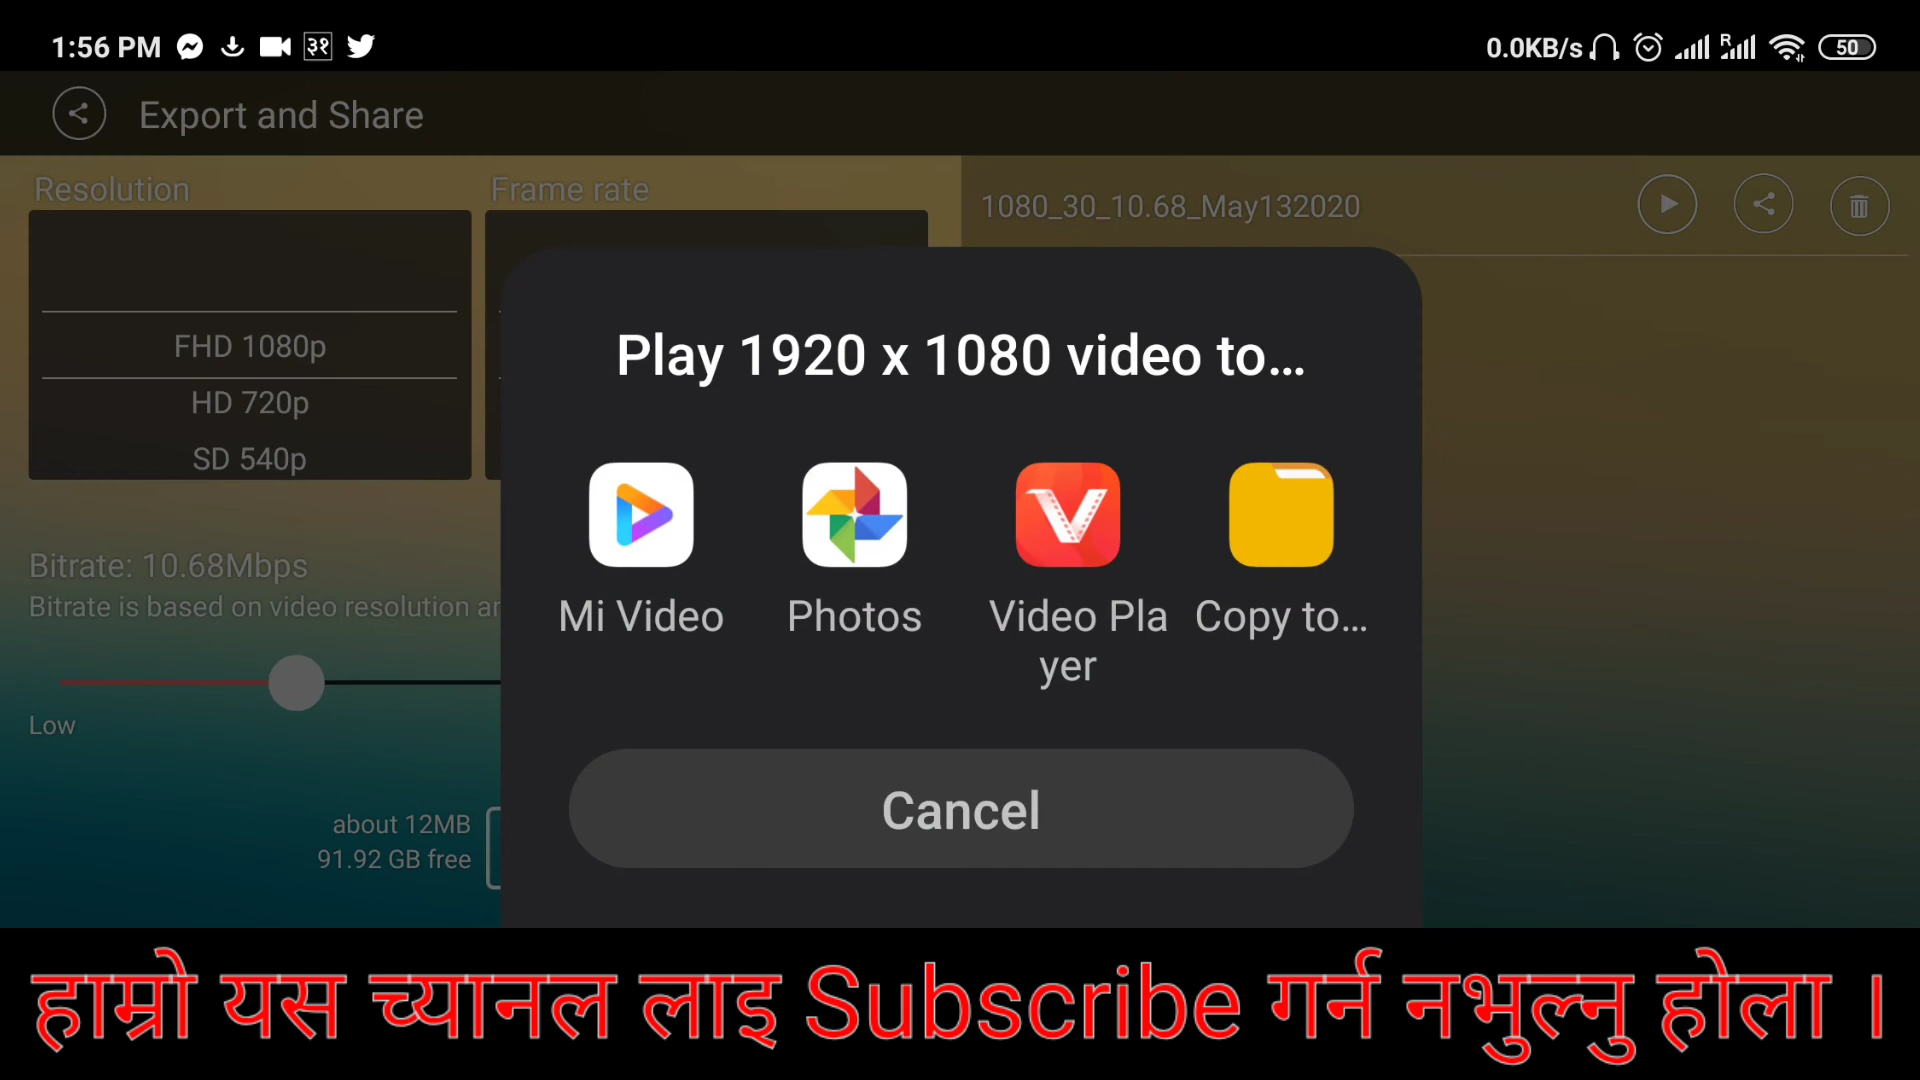 1:56 PM ३१ 0.0KB/s R 50
Export and Share
Resolution Frame rate
1080_30_10.68_May132020
FHD 1080p
HD 720p
SD 540p
Play 1920 x 1080 video to...
Bitrate: 10.68Mbps
Bitrate is based on video resolution
Mi Video Photos Video Pla
yer Copy to...
Low
about 12MB
91.92 GB free
Cancel
हाम्रो यस च्यानल लाइ Subscribe गर्न नभुल्नु होला ।